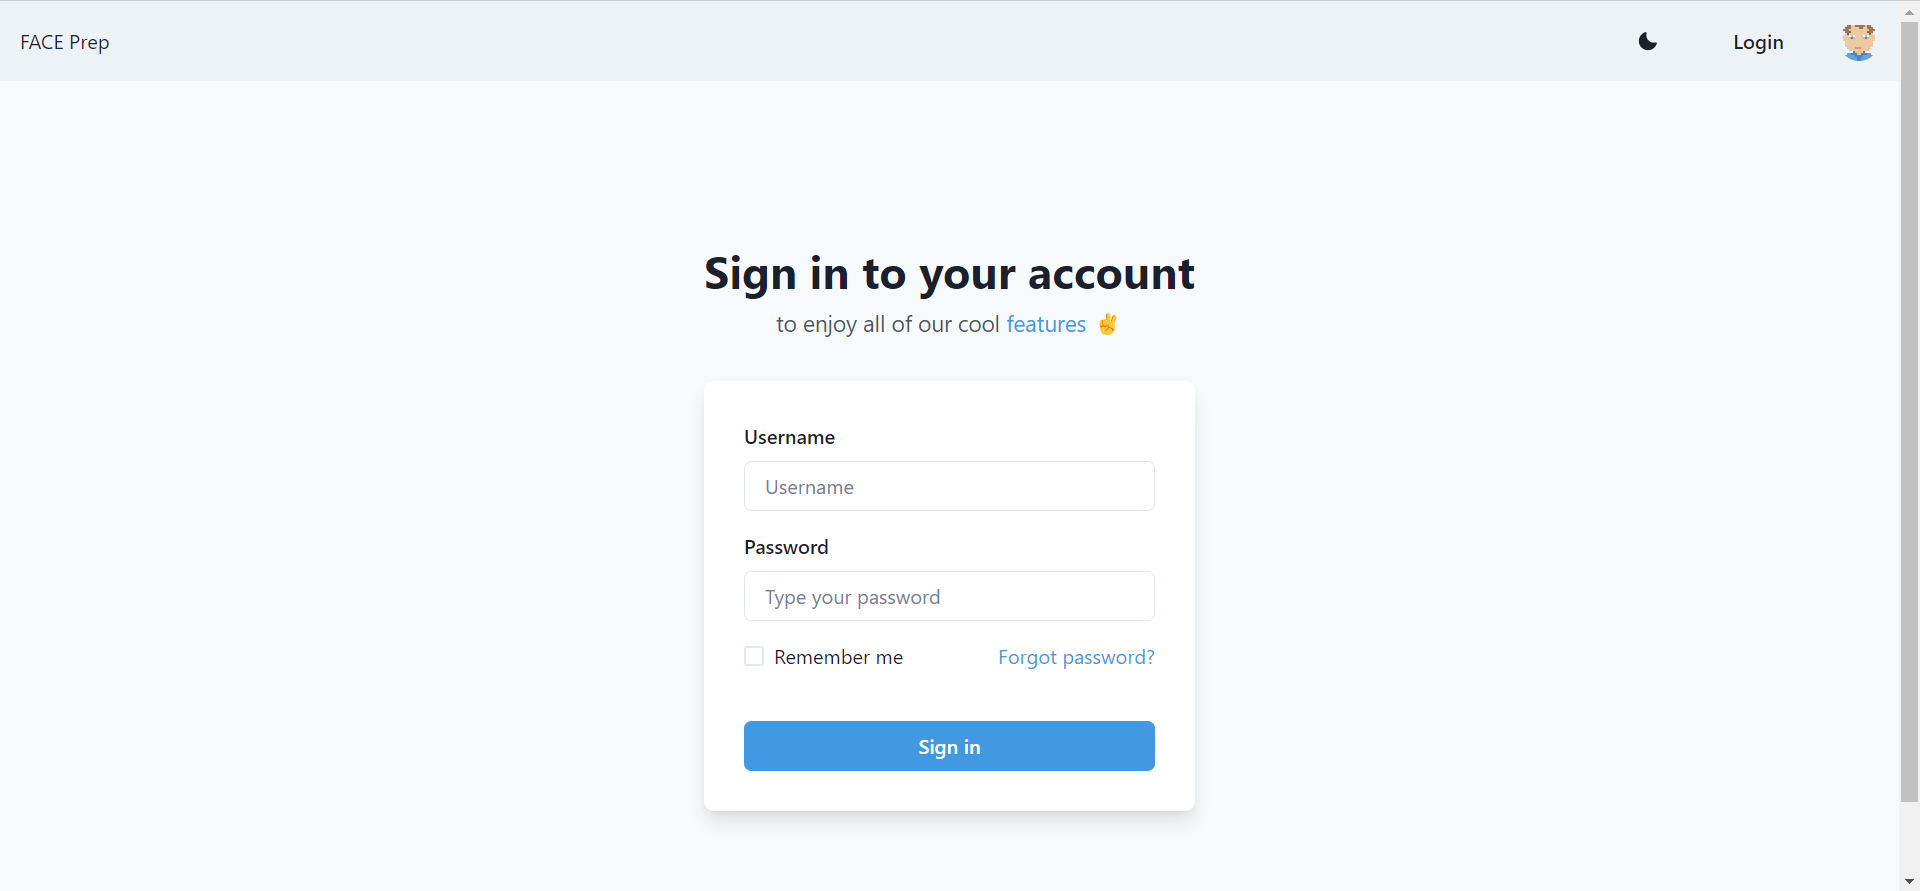 FACE Prep
Login
Sign in to your account
to enjoy all of our cool features ✌️
Username
Username
Password
Type your password
Remember me
Forgot password?
Sign in